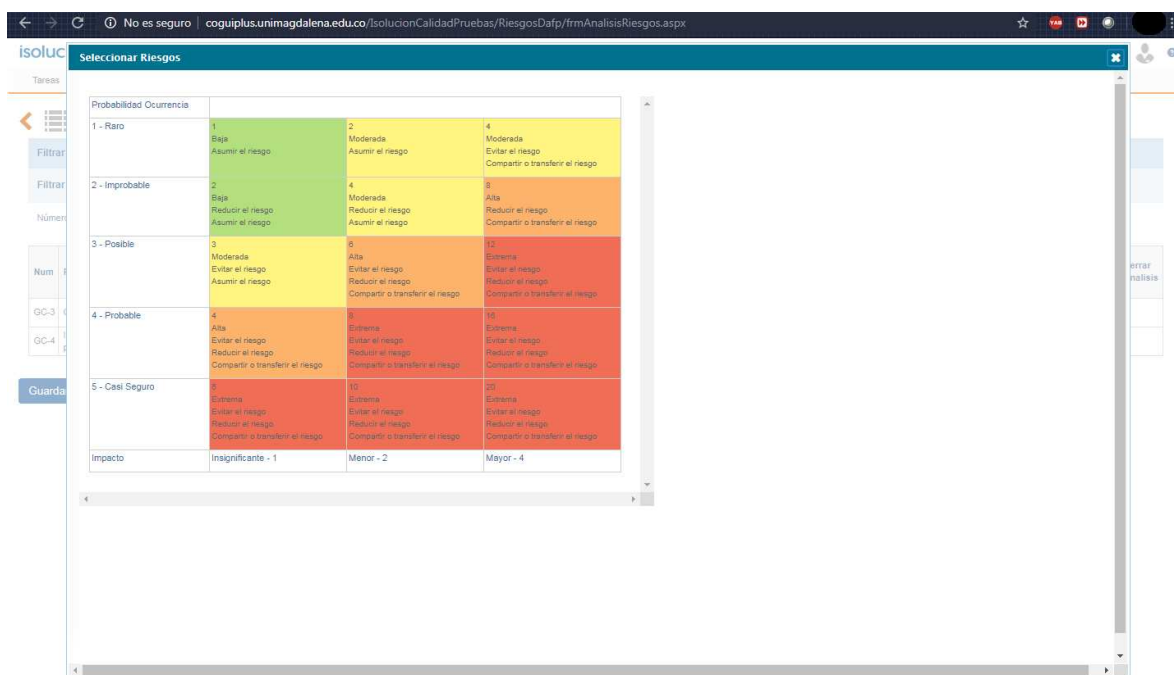 No es seguro | coguiplus.unimagdalena.edu.co/IsolucionCalidadPruebas/RiesgosDafp/frmAnalisisRiesgos.aspx
isoluc
Seleccionar Riesgos
Tareas
Probabilidad Ocurrencia
1 - Raro
1
Baja
Asumir el riesgo
2
Moderada
Asumir el riesgo
4
Moderada
Evitar el riesgo
Compartir o transferir el riesgo
2 - Improbable
2
Baja
Reducir el riesgo
Asumir el riesgo
4
Moderada
Reducir el riesgo
Asumir el riesgo
8
Alta
Reducir el riesgo
Compartir o transferir el riesgo
3 - Posible
3
Moderada
Evitar el riesgo
Asumir el riesgo
6
Alta
Evitar el riesgo
Reducir el riesgo
Compartir o transferir el riesgo
12
Extrema
Evitar el riesgo
Reducir el riesgo
Compartir o transferir el riesgo
4 - Probable
4
Alta
Evitar el riesgo
Reducir el riesgo
Compartir o transferir el riesgo
8
Extrema
Evitar el riesgo
Reducir el riesgo
Compartir o transferir el riesgo
16
Extrema
Evitar el riesgo
Reducir el riesgo
Compartir o transferir el riesgo
5 - Casi Seguro
5
Extrema
Evitar el riesgo
Reducir el riesgo
Compartir o transferir el riesgo
10
Extrema
Evitar el riesgo
Reducir el riesgo
Compartir o transferir el riesgo
20
Extrema
Evitar el riesgo
Reducir el riesgo
Compartir o transferir el riesgo
Impacto
Insignificante - 1
Menor - 2
Mayor - 4
Filtrar
Filtrar
Númer
Num
GC-3
GC-4
Guarda
errar
nalisis